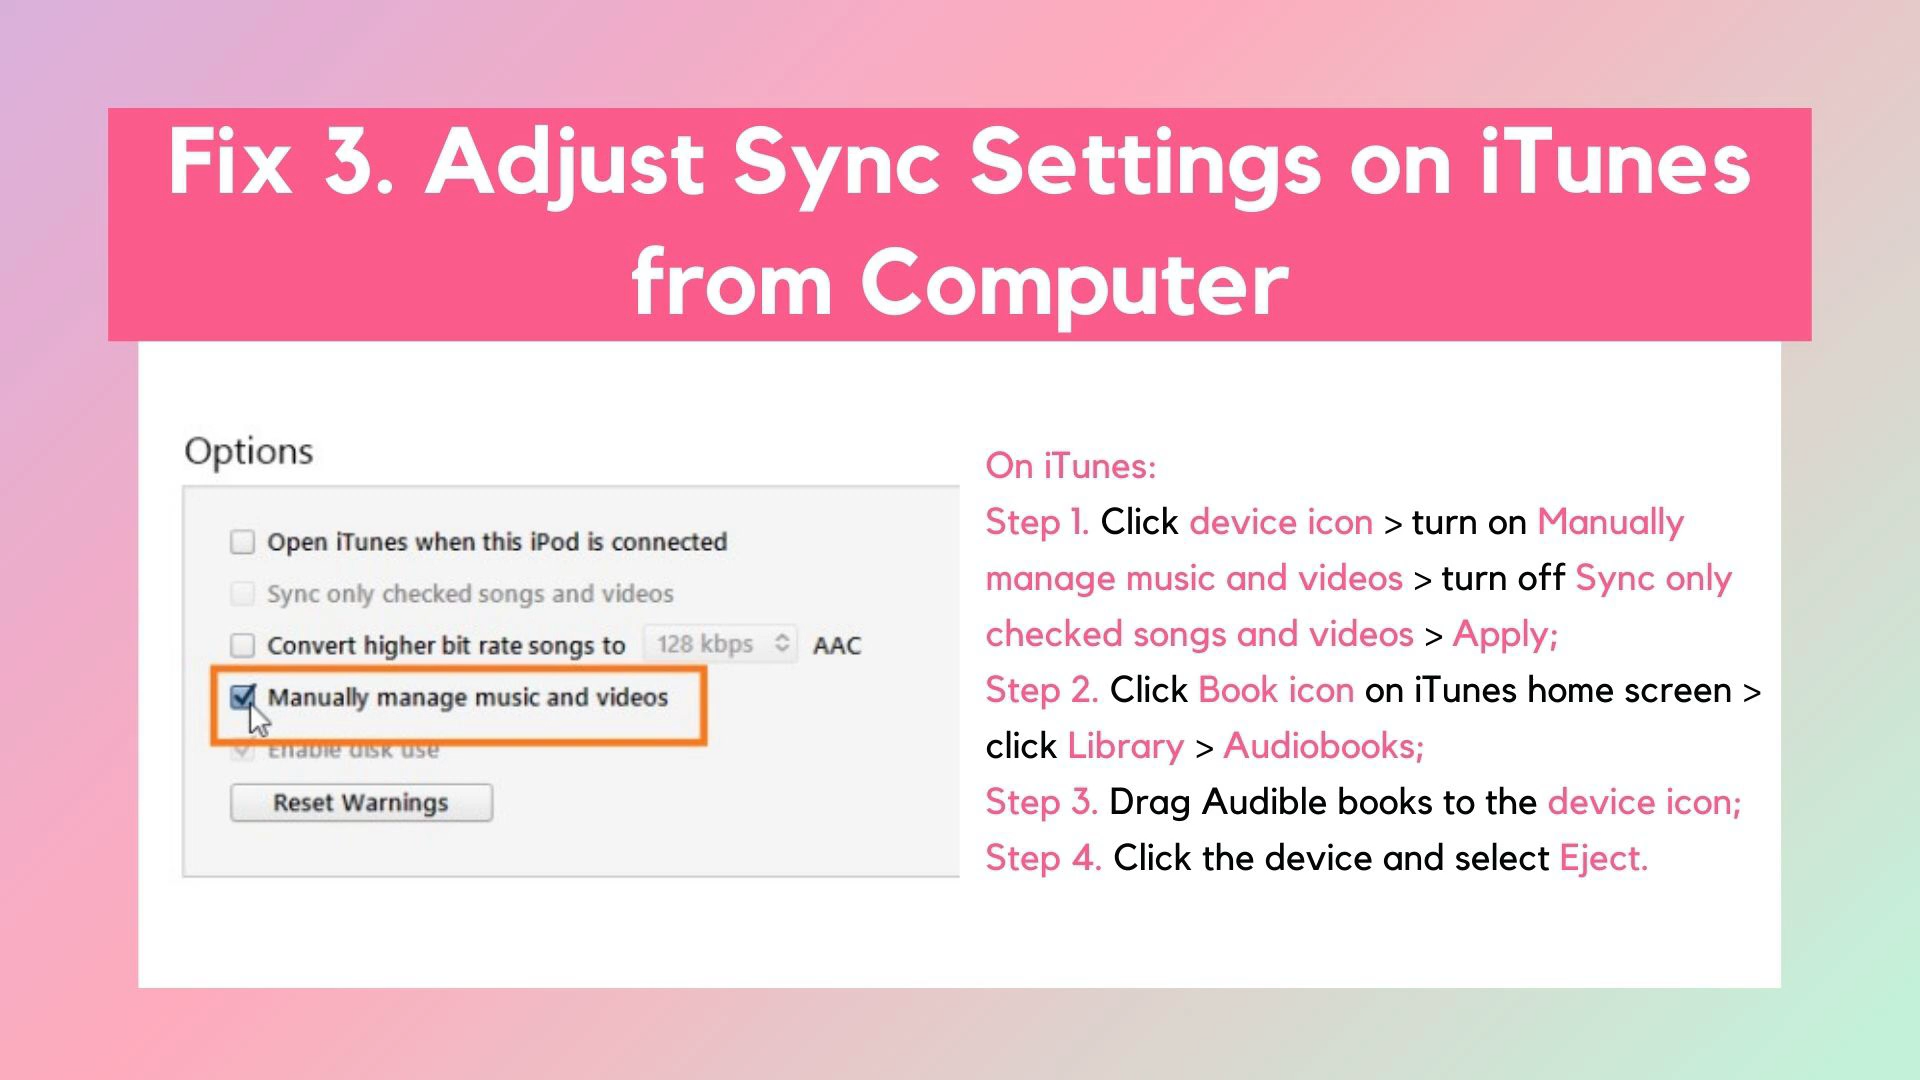 Fix 3. Adjust Sync Settings on iTunes
from Computer
Options
Open iTunes when this iPod is connected
Sync only checked songs and videos
Convert higher bit rate songs to 128 kbps AAC
Manually manage music and videos
Enable disk use
Reset Warnings
On iTunes:
Step 1. Click device icon > turn on Manually
manage music and videos > turn off Sync only
checked songs and videos > Apply;
Step 2. Click Book icon on iTunes home screen >
click Library > Audiobooks;
Step 3. Drag Audible books to the device icon;
Step 4. Click the device and select Eject.